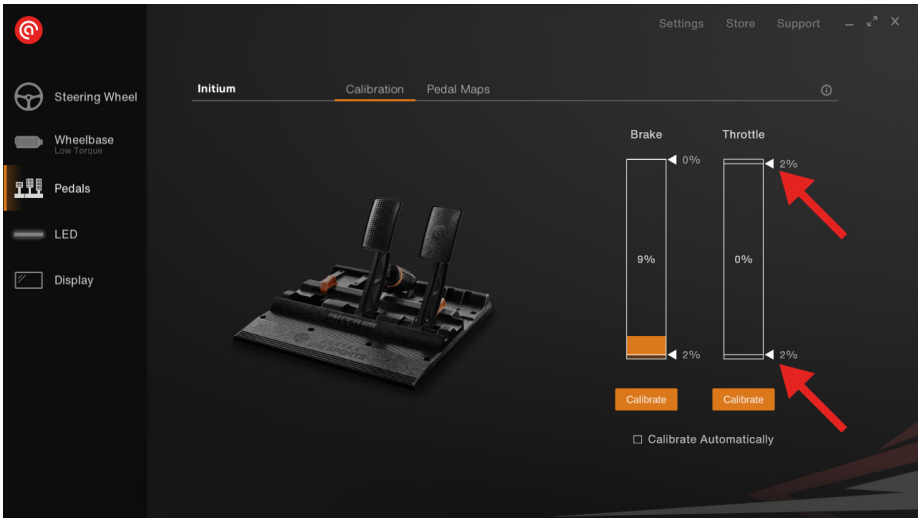 Settings Store Support
Steering Wheel
Wheelbase
Low Torque
Pedals
LED
Display
Initium
Calibration Pedal Maps
Brake Throttle
0% 2%
9% 0%
2% 2%
Calibrate Calibrate
Calibrate Automatically